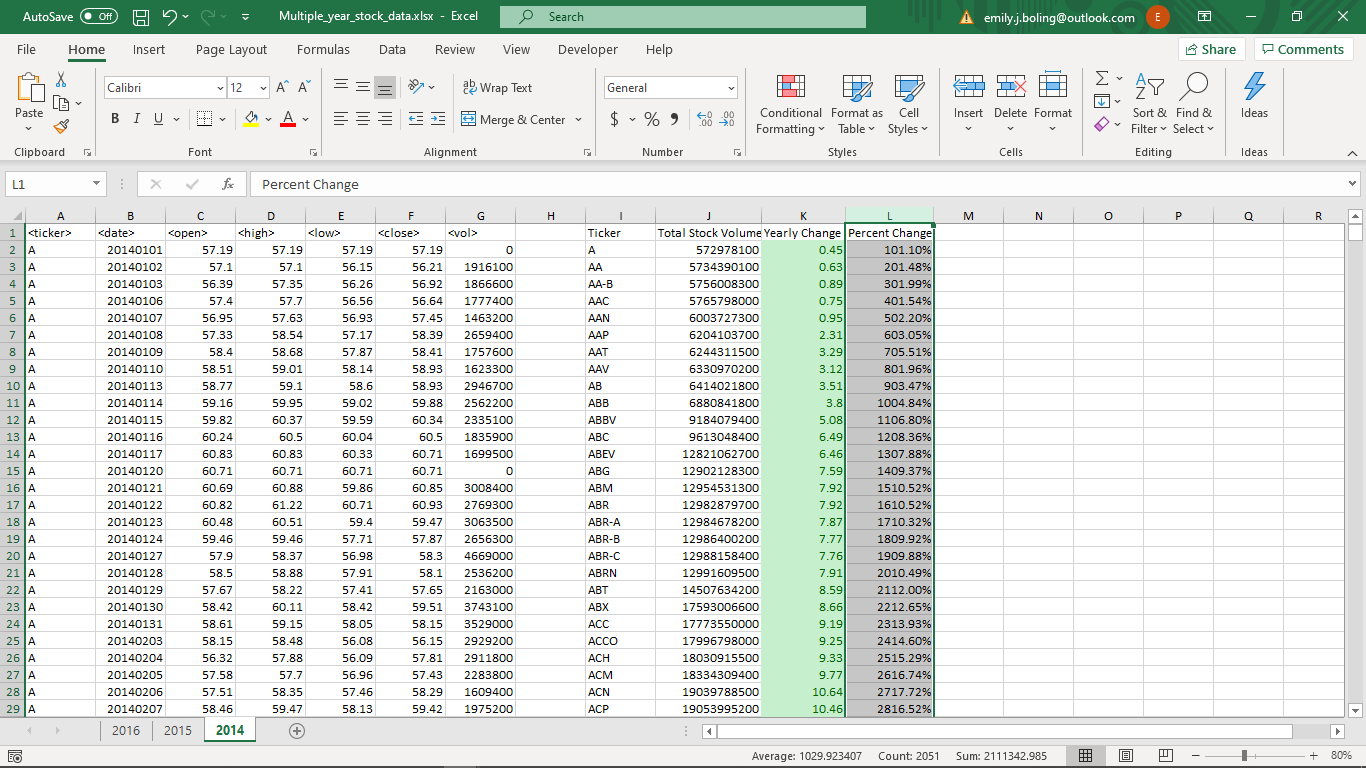 AutoSave Off Multiple_year_stock_data.xlsx - Excel Search emily.j.boling@outlook.com E
File Home Insert Page Layout Formulas Data Review View Developer Help Share Comments
Calibri 12 ab Wrap Text General
Paste B I U A Merge & Center $ % Conditional Formatting Format as Table Cell Styles Insert Delete Format Sort & Filter Find & Select Ideas
Clipboard Font Alignment Number Styles Cells Editing Ideas
L1 fx Percent Change
A B C D E F G H I J K L M N O P Q R
1 <ticker> <date> <open> <high> <low> <close> <vol> Ticker Total Stock Volume Yearly Change Percent Change
2 A 20140101 57.19 57.19 57.19 57.19 0 A 572978100 0.45 101.10%
3 A 20140102 57.1 57.1 56.15 56.21 1916100 AA 5734390100 0.63 201.48%
4 A 20140103 56.39 57.35 56.26 56.92 1866600 AA-B 5756008300 0.89 301.99%
5 A 20140106 57.4 57.7 56.56 56.64 1777400 AAC 5765798000 0.75 401.54%
6 A 20140107 56.95 57.63 56.93 57.45 1463200 AAN 6003727300 0.95 502.20%
7 A 20140108 57.33 58.54 57.17 58.39 2659400 AAP 6204103700 2.31 603.05%
8 A 20140109 58.4 58.68 57.87 58.41 1757600 AAT 6244311500 3.29 705.51%
9 A 20140110 58.51 59.01 58.14 58.93 1623300 AAV 6330970200 3.12 801.96%
10 A 20140113 58.77 59.1 58.6 58.93 2946700 AB 6414021800 3.51 903.47%
11 A 20140114 59.16 59.95 59.02 59.88 2562200 ABB 6880841800 3.8 1004.84%
12 A 20140115 59.82 60.37 59.59 60.34 2335100 ABBV 9184079400 5.08 1106.80%
13 A 20140116 60.24 60.5 60.04 60.5 1835900 ABC 9613048400 6.49 1208.36%
14 A 20140117 60.83 60.83 60.33 60.71 1699500 ABEV 12821062700 6.46 1307.88%
15 A 20140120 60.71 60.71 60.71 60.71 0 ABG 12902128300 7.59 1409.37%
16 A 20140121 60.69 60.88 59.86 60.85 3008400 ABM 12954531300 7.92 1510.52%
17 A 20140122 60.82 61.22 60.71 60.93 2769300 ABR 12982879700 7.92 1610.52%
18 A 20140123 60.48 60.51 59.4 59.47 3063500 ABR-A 12984678200 7.87 1710.32%
19 A 20140124 59.46 59.46 57.71 57.87 2656300 ABR-B 12986400200 7.77 1809.92%
20 A 20140127 57.9 58.37 56.98 58.3 4669000 ABR-C 12988158400 7.76 1909.88%
21 A 20140128 58.5 58.88 57.91 58.1 2536200 ABRN 12991609500 7.91 2010.49%
22 A 20140129 57.67 58.22 57.41 57.65 2163000 ABT 14507634200 8.59 2112.00%
23 A 20140130 58.42 60.11 58.42 59.51 3743100 ABX 17593006600 8.66 2212.65%
24 A 20140131 58.61 59.15 58.05 58.15 3529000 ACC 17773550000 9.19 2313.93%
25 A 20140203 58.15 58.48 56.08 56.15 2929200 ACCO 17996798000 9.25 2414.60%
26 A 20140204 56.32 57.88 56.09 57.81 2911800 ACH 18030915500 9.33 2515.29%
27 A 20140205 57.58 57.7 56.96 57.43 2283800 ACM 18334309400 9.77 2616.74%
28 A 20140206 57.51 58.35 57.46 58.29 1609400 ACN 19039788500 10.64 2717.72%
29 A 20140207 58.46 59.47 58.13 59.42 1975200 ACP 19053995200 10.46 2816.52%
2016 2015 2014
Average: 1029.923407 Count: 2051 Sum: 2111342.985 80%